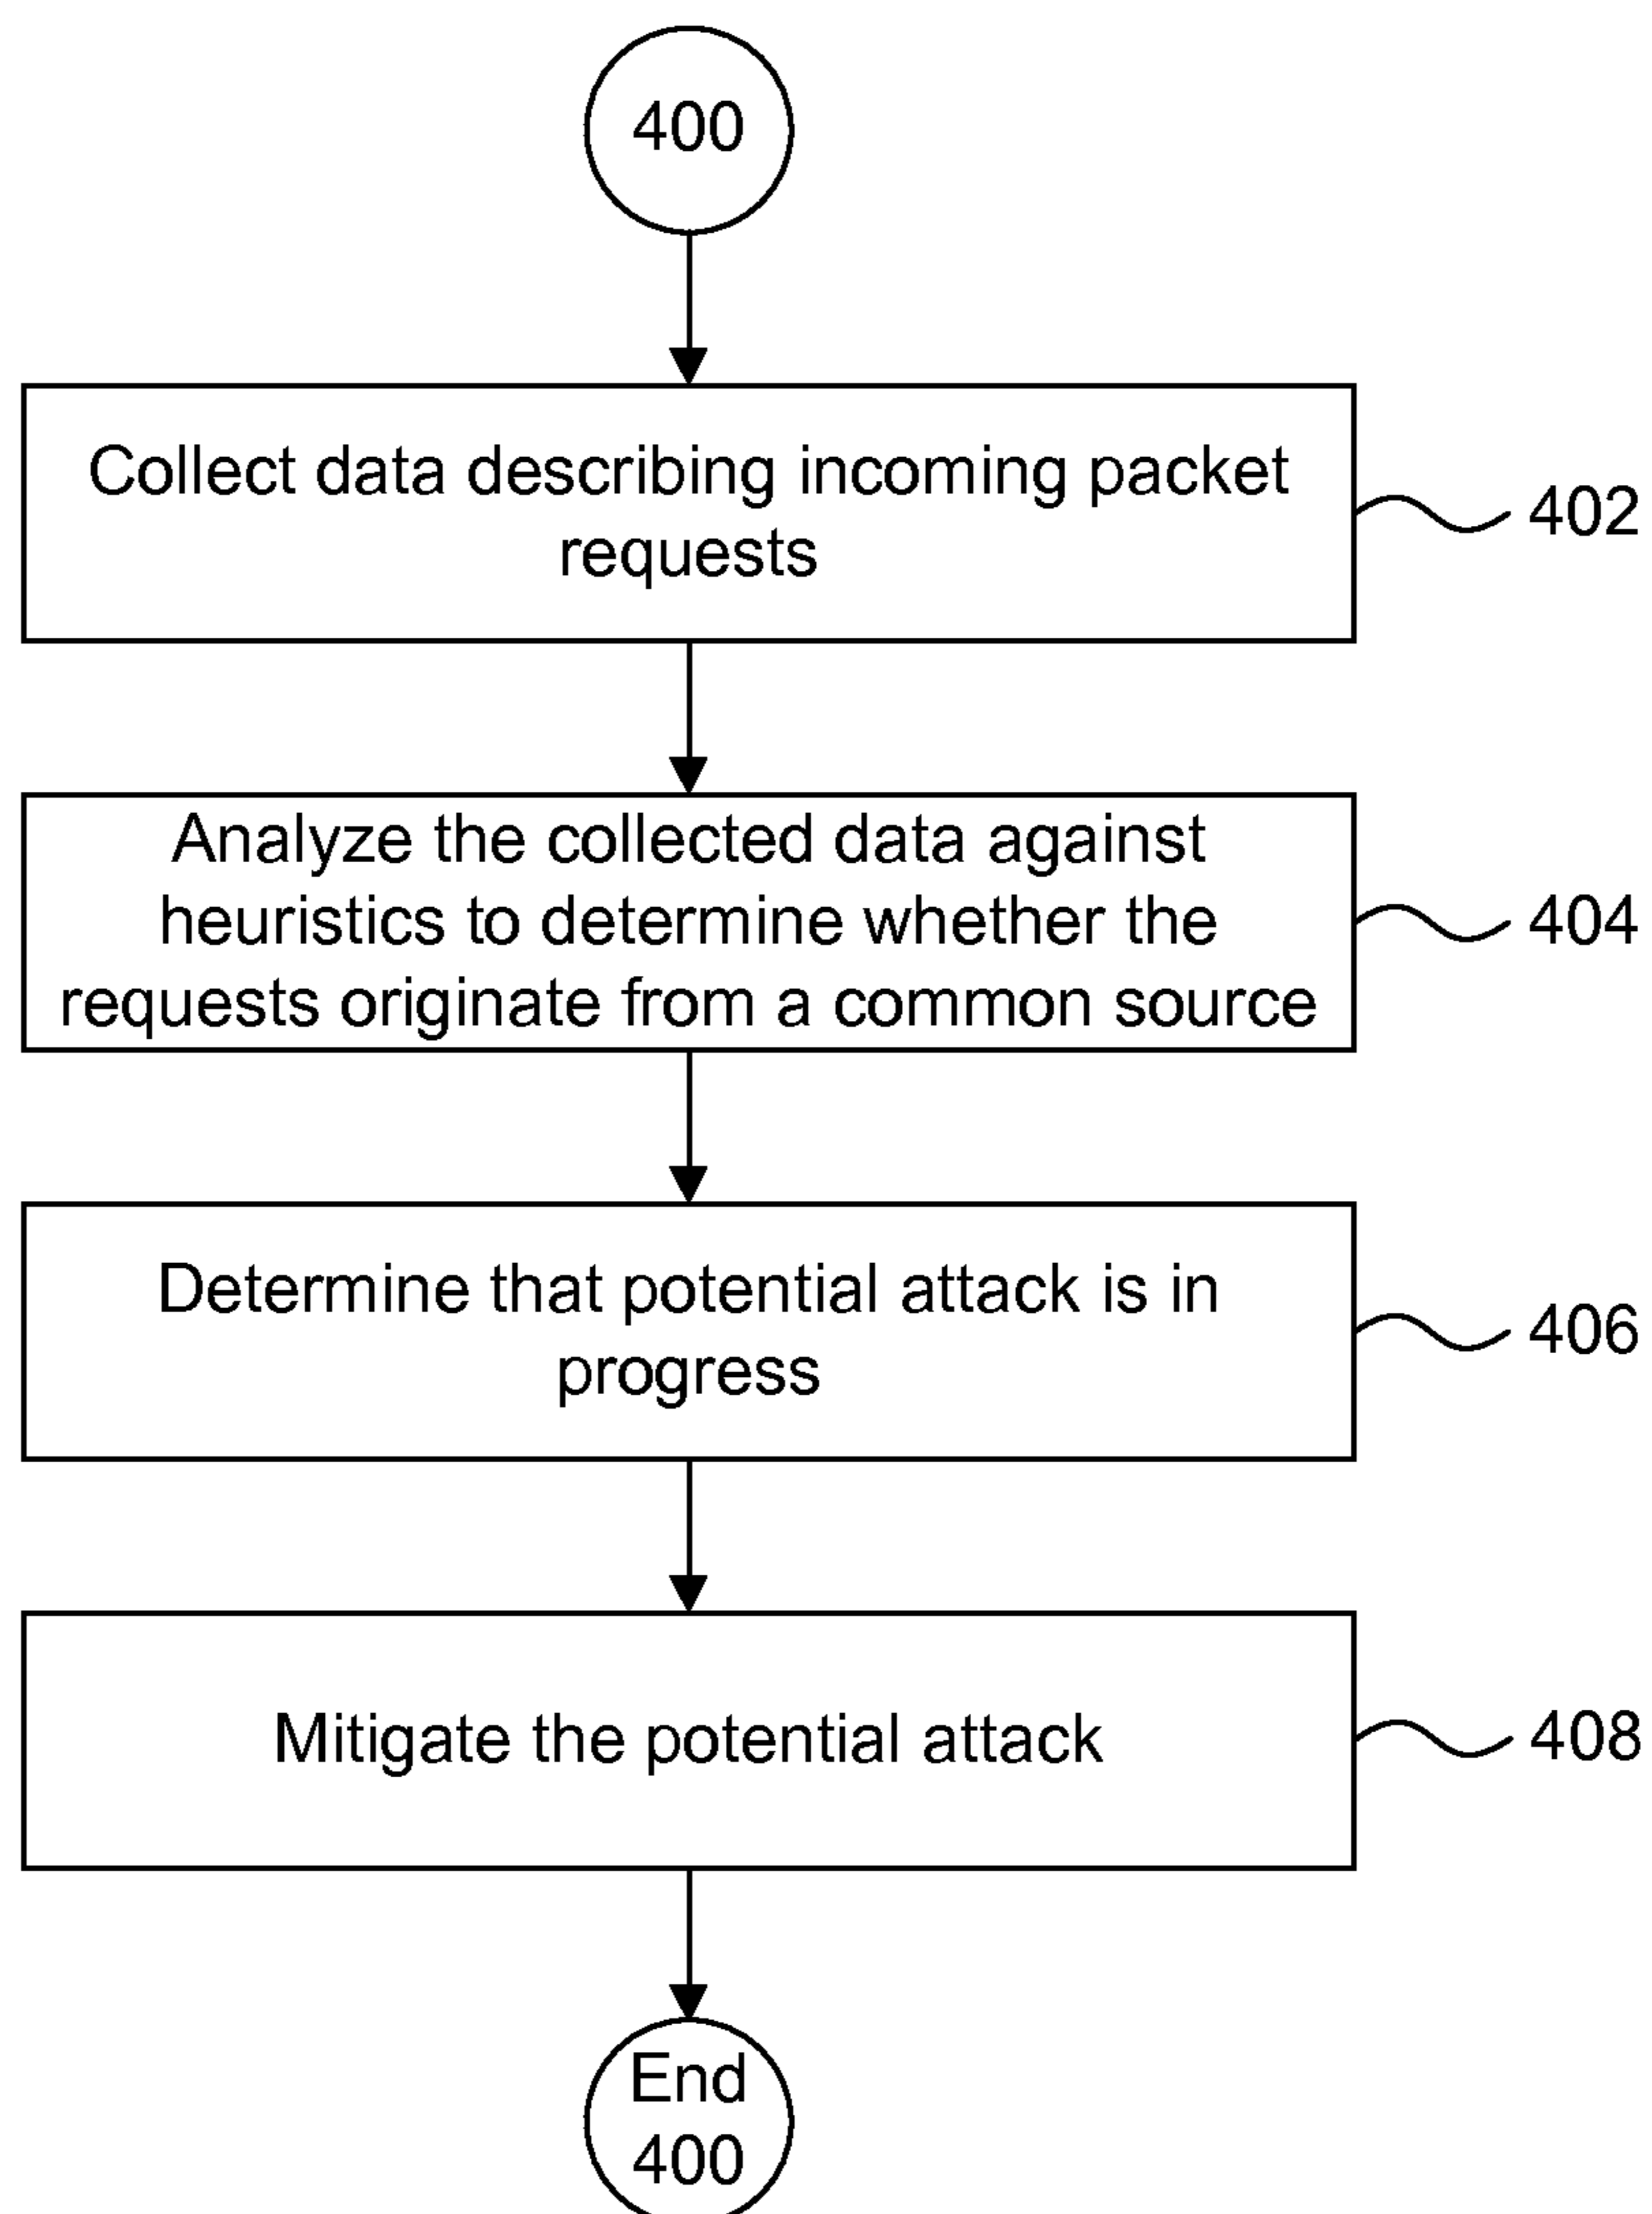 400
Collect data describing incoming packet
requests
402
Analyze the collected data against
heuristics to determine whether the
requests originate from a common source
404
Determine that potential attack is in
progress
406
Mitigate the potential attack
408
End
400